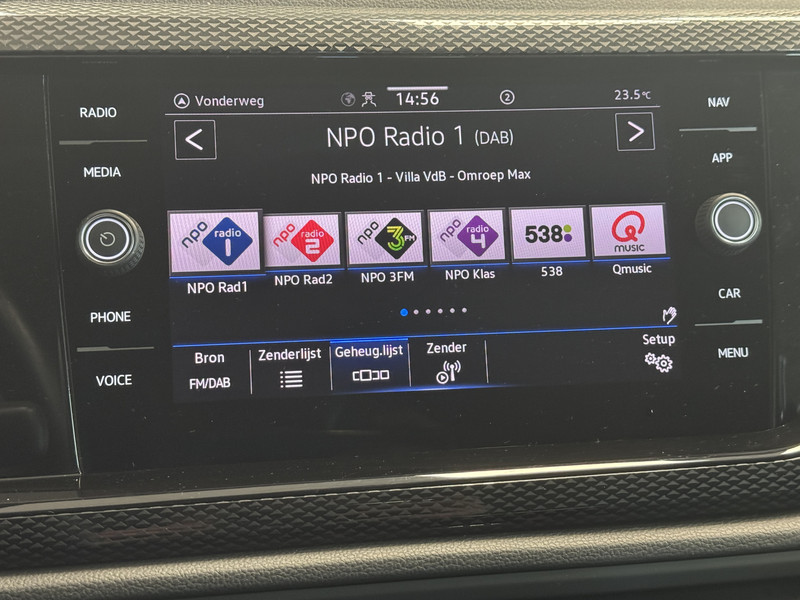 RADIO
MEDIA
PHONE
VOICE
Vonderweg
14:56
2
23.5°C
NPO Radio 1 (DAB)
NPO Radio 1 - Villa VdB - Omroep Max
npo radio 1
npo radio 2
npo 3FM
npo radio 4
538
Q MUSIC
NPO Rad1
NPO Rad2
NPO 3FM
NPO Klas
538
Qmusic
Bron
FM/DAB
Zenderlijst
Geheug.lijst
Zender
Setup
NAV
APP
CAR
MENU